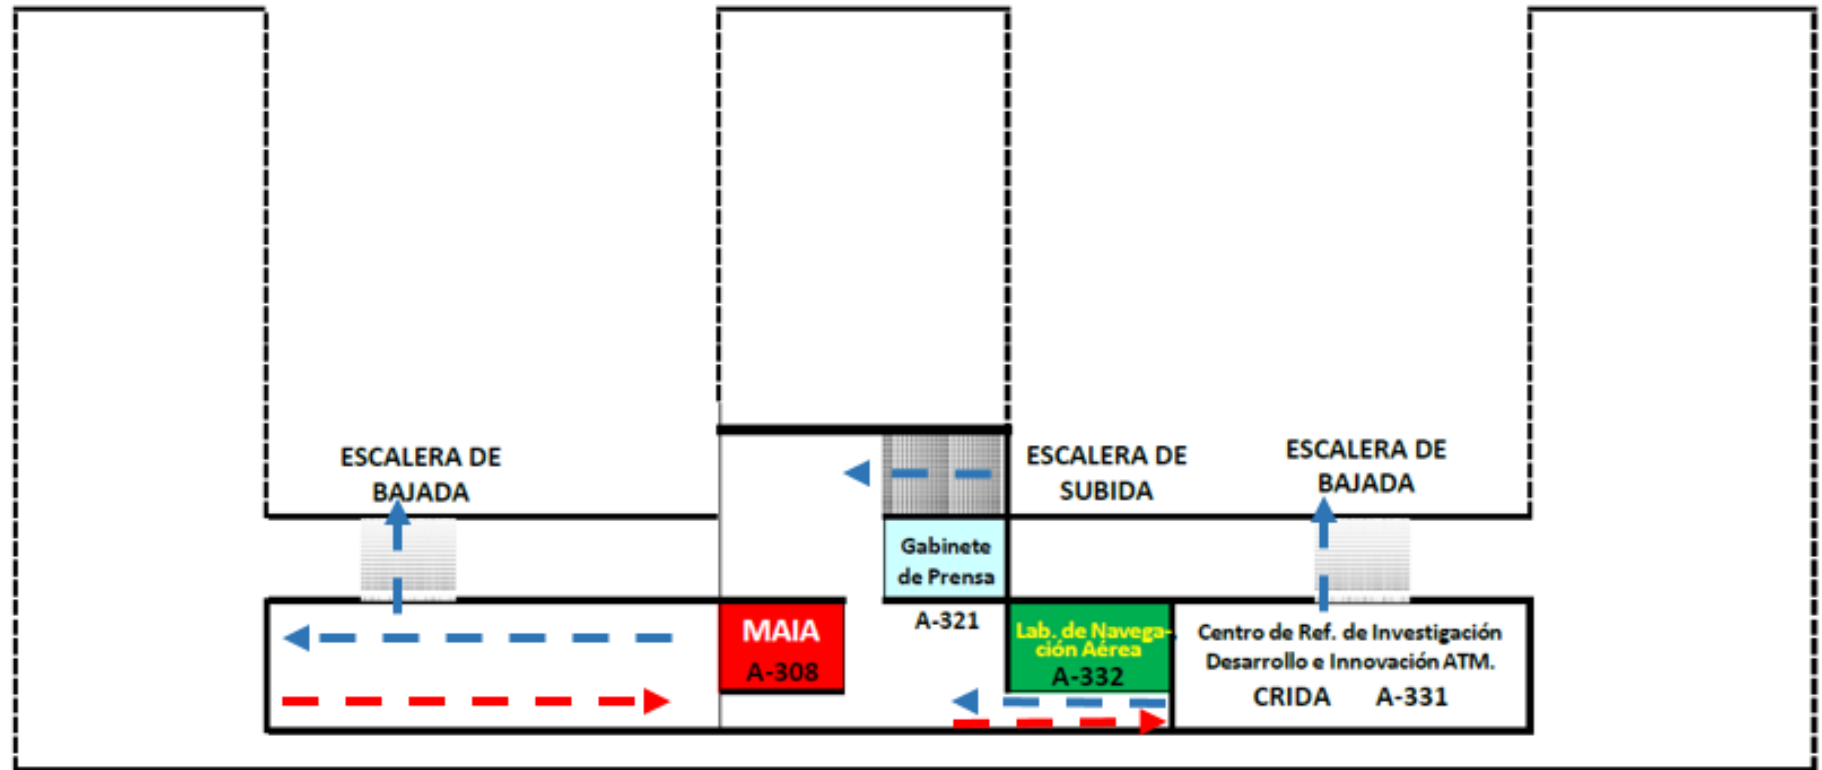 ESCALERA DE
BAJADA
ESCALERA DE
SUBIDA
ESCALERA DE
BAJADA
Gabinete
de Prensa
A-321
MAIA
A-308
Lab. de Navega-
ción Aérea
A-332
Centro de Ref. de Investigación
Desarrollo e Innovación ATM.
CRIDA A-331